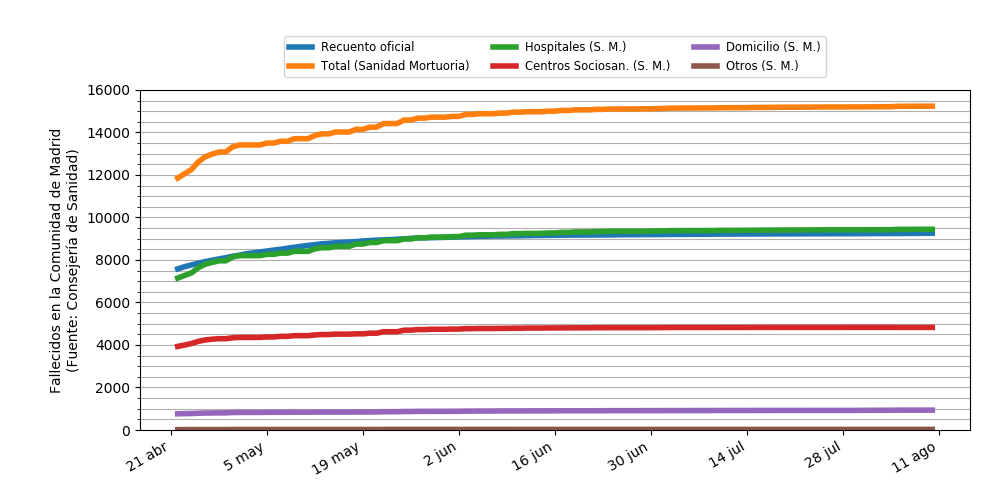 Recuento oficial
Total (Sanidad Mortuoria)
Hospitales (S. M.)
Centros Sociosan. (S. M.)
Domicilio (S. M.)
Otros (S. M.)
Fallecidos en la Comunidad de Madrid
(Fuente: Consejería de Sanidad)
16000
14000
12000
10000
8000
6000
4000
2000
0
21 abr
5 may
19 may
2 jun
16 jun
30 jun
14 jul
28 jul
11 ago